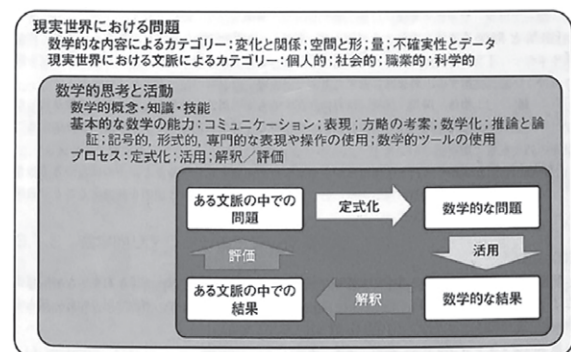 現実世界における問題
数学的な内容によるカテゴリー：変化と関係；空間と形；量；不確実性とデータ
現実世界における文脈によるカテゴリー：個人的；社会的；職業的；科学的
数学的思考と活動
数学的概念・知識・技能
基本的な数学の能力：コミュニケーション；表現；方略の考案；数学化；推論と論
証；記号的，形式的，専門的な表現や操作の使用；数学的ツールの使用
プロセス：定式化；活用；解釈／評価
ある文脈の中での
問題
定式化
数学的な問題
評価
活用
ある文脈の中での
結果
解釈
数学的な結果